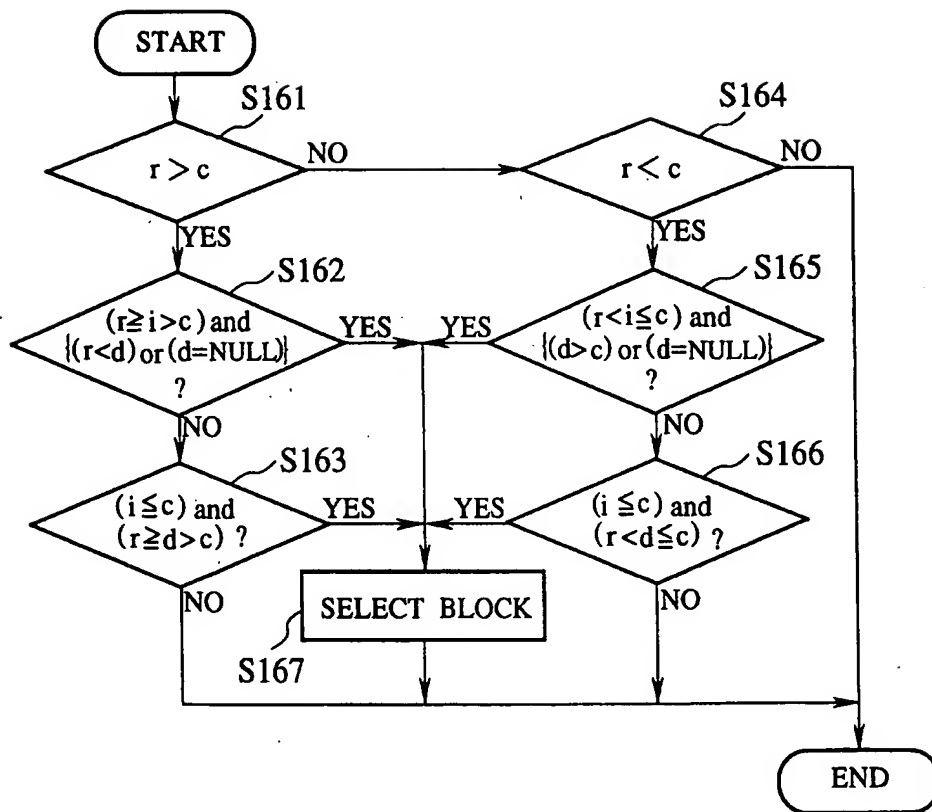 START
S161
r > c
NO
YES
S164
r < c
NO
YES
S162
(r≧i>c) and
{(r<d) or (d=NULL)}
?
YES
NO
S165
(r<i≦c) and
{(d>c) or (d=NULL)}
?
YES
NO
S163
(i≦c) and
(r≧d>c) ?
YES
NO
S166
(i≦c) and
(r<d≦c) ?
YES
NO
SELECT BLOCK
S167
END